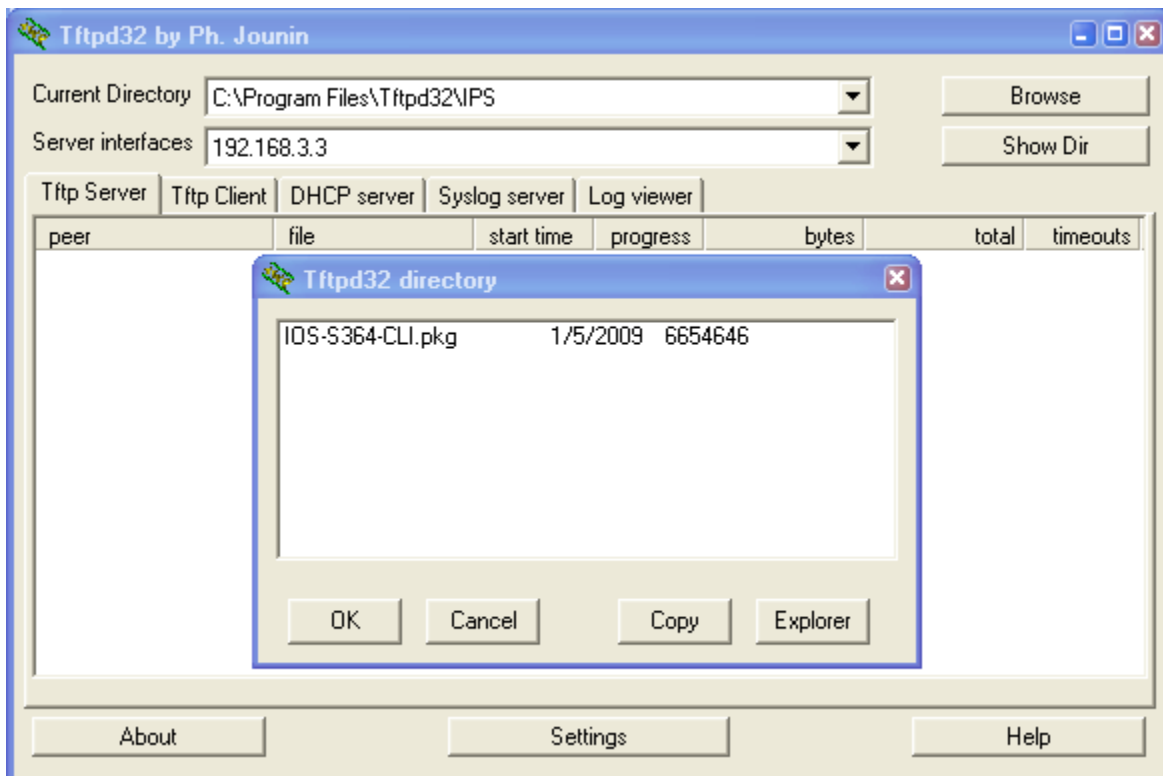 Tftpd32 by Ph. Jounin
Current Directory C:\Program Files\Tftpd32\IPS Browse
Server interfaces 192.168.3.3 Show Dir
Tftp Server Tftp Client DHCP server Syslog server Log viewer
peer file start time progress bytes total timeouts
Tftpd32 directory
IOS-S364-CLI.pkg 1/5/2009 6654646
OK Cancel Copy Explorer
About Settings Help